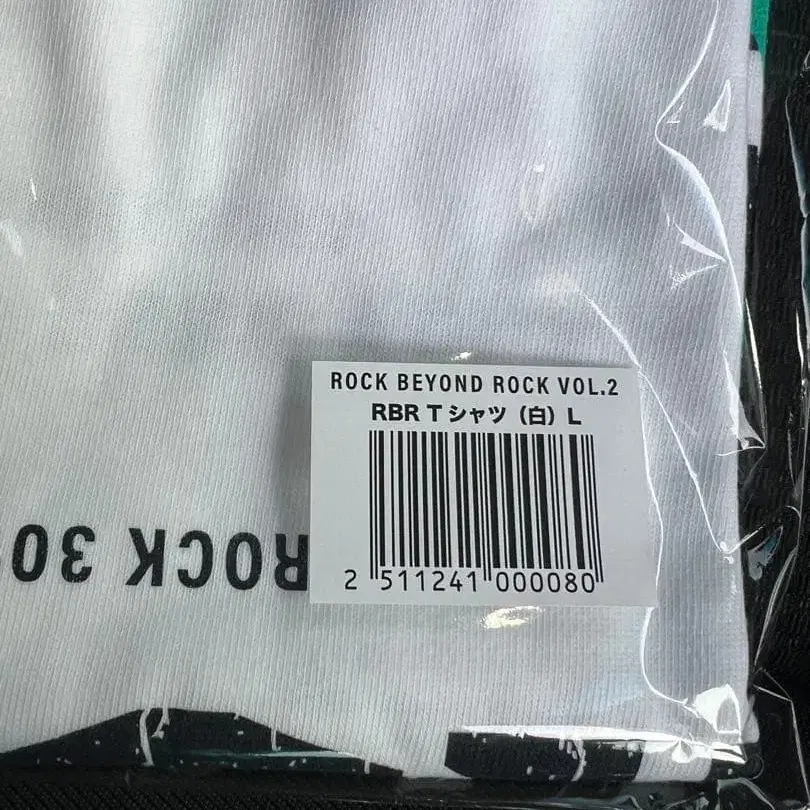 ROCK BEYOND ROCK VOL.2
RBR Tシャツ（白）L
2 511241 000080
ROCK 30